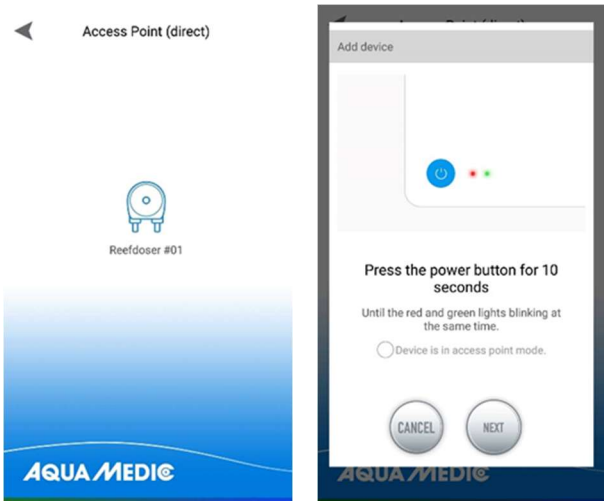 Access Point (direct)
Reefdoser #01
AQUA MEDIC
Add device
Press the power button for 10
seconds
Until the red and green lights blinking at
the same time.
Device is in access point mode.
CANCEL
NEXT
AQUA MEDIC